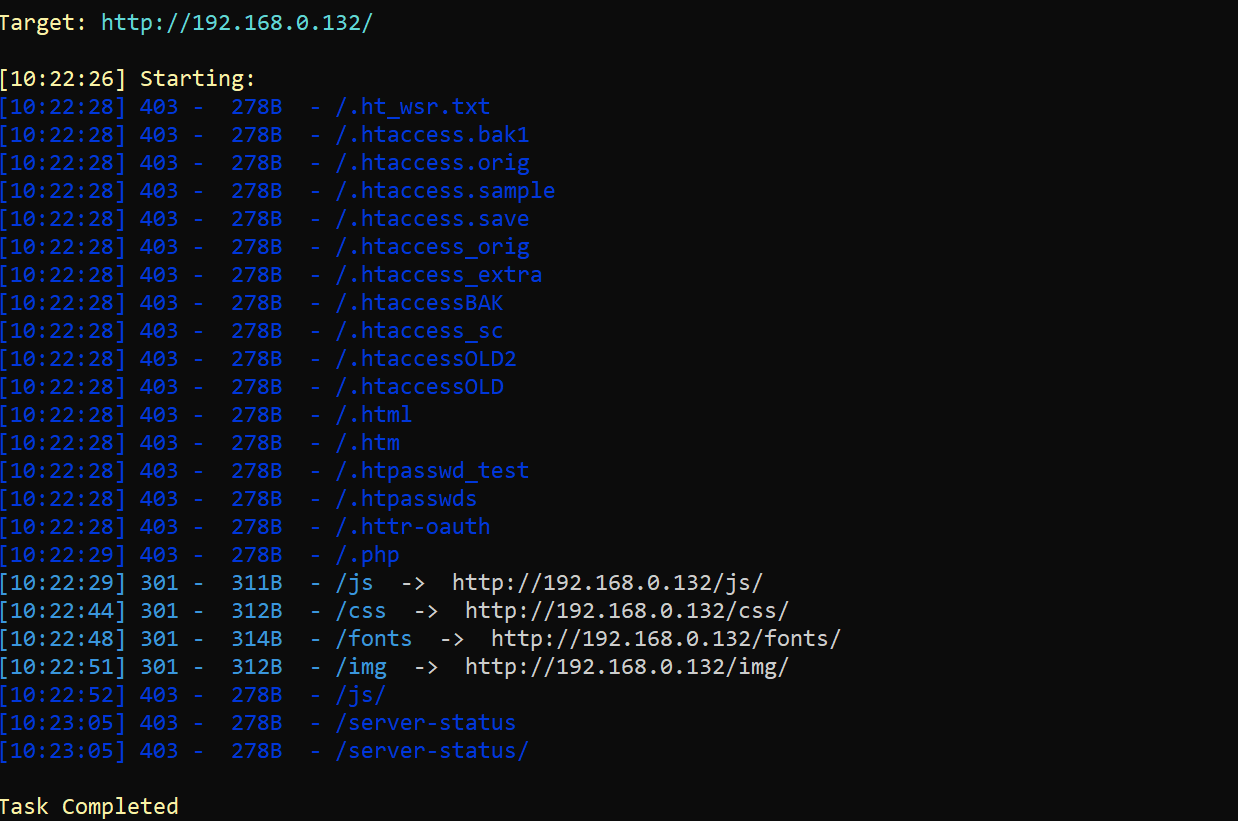 Target: http://192.168.0.132/
[10:22:26] Starting:
[10:22:28] 403 -  278B  - /.ht_wsr.txt
[10:22:28] 403 -  278B  - /.htaccess.bak1
[10:22:28] 403 -  278B  - /.htaccess.orig
[10:22:28] 403 -  278B  - /.htaccess.sample
[10:22:28] 403 -  278B  - /.htaccess.save
[10:22:28] 403 -  278B  - /.htaccess_orig
[10:22:28] 403 -  278B  - /.htaccess_extra
[10:22:28] 403 -  278B  - /.htaccessBAK
[10:22:28] 403 -  278B  - /.htaccess_sc
[10:22:28] 403 -  278B  - /.htaccessOLD2
[10:22:28] 403 -  278B  - /.htaccessOLD
[10:22:28] 403 -  278B  - /.html
[10:22:28] 403 -  278B  - /.htm
[10:22:28] 403 -  278B  - /.htpasswd_test
[10:22:28] 403 -  278B  - /.htpasswds
[10:22:28] 403 -  278B  - /.httr-oauth
[10:22:29] 403 -  278B  - /.php
[10:22:29] 301 -  311B  - /js  ->  http://192.168.0.132/js/
[10:22:44] 301 -  312B  - /css  ->  http://192.168.0.132/css/
[10:22:48] 301 -  314B  - /fonts  ->  http://192.168.0.132/fonts/
[10:22:51] 301 -  312B  - /img  ->  http://192.168.0.132/img/
[10:22:52] 403 -  278B  - /js/
[10:23:05] 403 -  278B  - /server-status
[10:23:05] 403 -  278B  - /server-status/
Task Completed